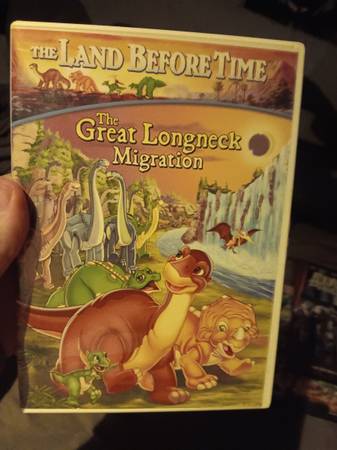 THE LAND BEFORE TIME
The
Great Longneck
Migration